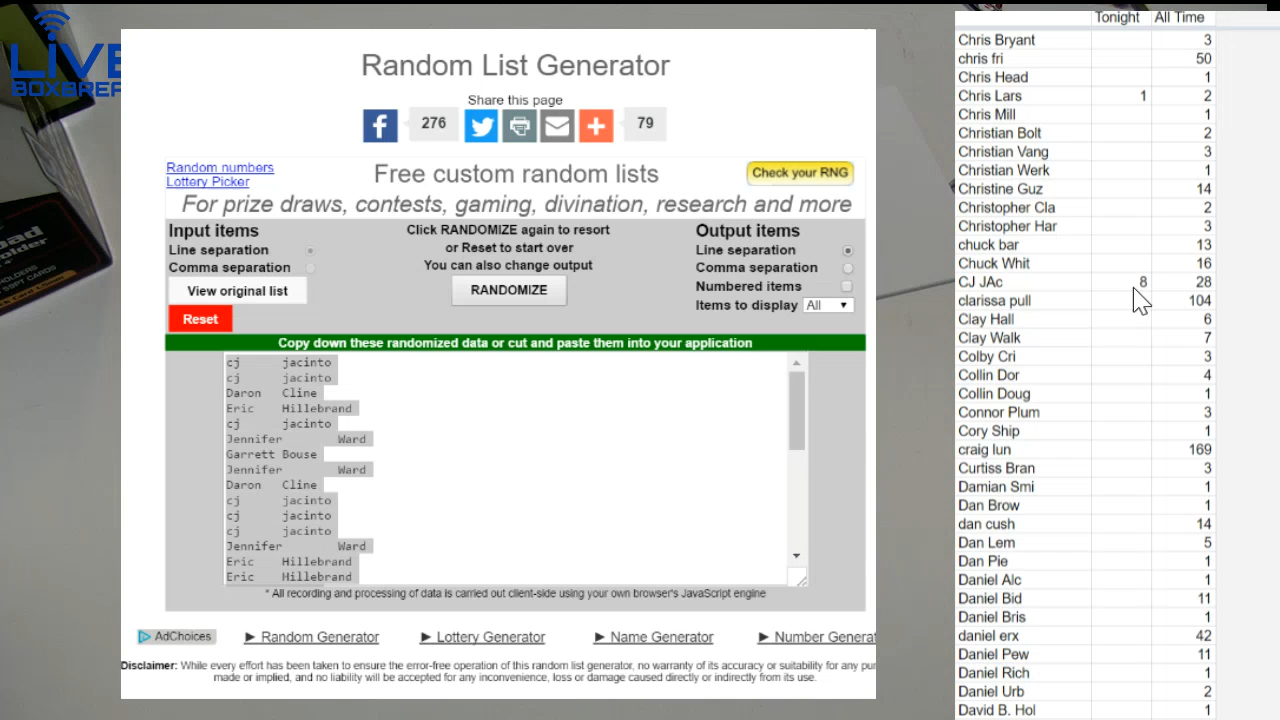 LIVE
BOXBRE
Random List Generator
Share this page
276
79
Random numbers
Lottery Picker
Free custom random lists
Check your RNG
For prize draws, contests, gaming, divination, research and more
Input items
Line separation
Comma separation
View original list
Reset
Click RANDOMIZE again to resort
or Reset to start over
You can also change output
RANDOMIZE
Output items
Line separation
Comma separation
Numbered items
Items to display All
Copy down these randomized data or cut and paste them into your application
cj jacinto
cj jacinto
Daron Cline
Eric Hillebrand
cj jacinto
Jennifer Ward
Garrett Bouse
Jennifer Ward
Daron Cline
cj jacinto
cj jacinto
cj jacinto
Jennifer Ward
Eric Hillebrand
Eric Hillebrand
* All recording and processing of data is carried out client-side using your own browser's JavaScript engine
AdChoices
Random Generator
Lottery Generator
Name Generator
Number Generat
Disclaimer: While every effort has been taken to ensure the error-free operation of this random list generator, no warranty of its accuracy or suitability for any pu
made or implied, and no liability will be accepted for any inconvenience, loss or damage caused directly or indirectly from its use.
Tonight All Time
Chris Bryant 3
chris fri 50
Chris Head 1
Chris Lars 1 2
Chris Mill 1
Christian Bolt 2
Christian Vang 3
Christian Werk 1
Christine Guz 14
Christopher Cla 2
Christopher Har 3
chuck bar 13
Chuck Whit 16
CJ JAc 8 28
clarissa pull 104
Clay Hall 6
Clay Walk 7
Colby Cri 3
Collin Dor 4
Collin Doug 1
Connor Plum 3
Cory Ship 1
craig lun 169
Curtiss Bran 3
Damian Smi 1
Dan Brow 1
dan cush 14
Dan Lem 5
Dan Pie 1
Daniel Alc 1
Daniel Bid 11
Daniel Bris 1
daniel erx 42
Daniel Pew 11
Daniel Rich 1
Daniel Urb 2
David B. Hol 1